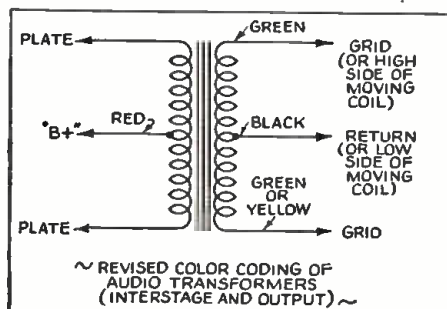 PLATE
GREEN
GRID
(OR HIGH
SIDE OF
MOVING
COIL)
"B+"
RED
BLACK
RETURN
(OR LOW
SIDE OF
MOVING
COIL)
GREEN
OR
YELLOW
PLATE
GRID
~ REVISED COLOR CODING OF
AUDIO TRANSFORMERS
(INTERSTAGE AND OUTPUT) ~